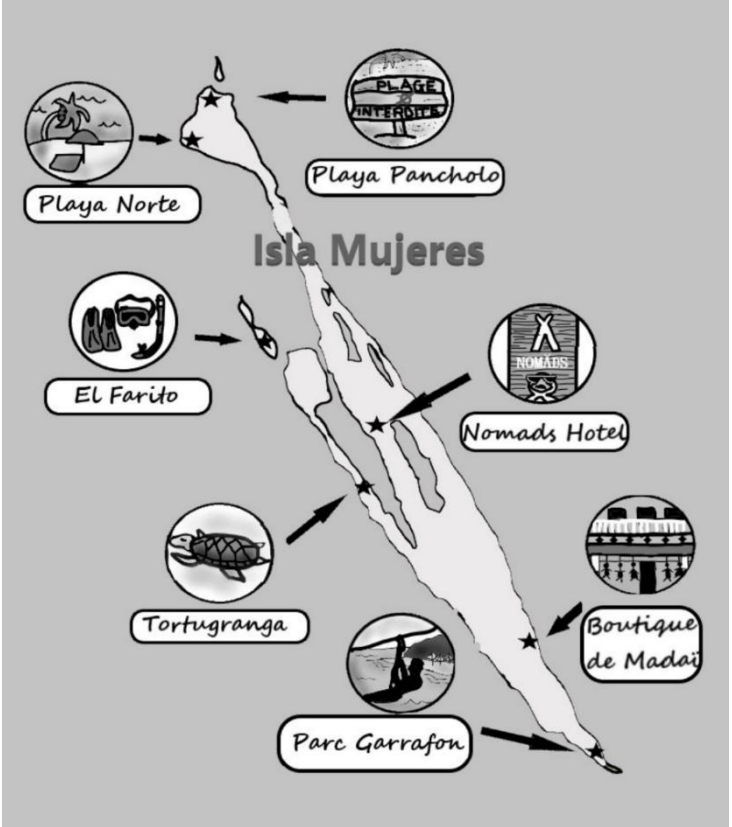 PLAGE
INTERDITE
Playa Pancholo
Playa Norte
Isla Mujeres
El Farito
NOMADS
Nomads Hotel
Tortugranga
Boutique
de Madaï
Parc Garrafon